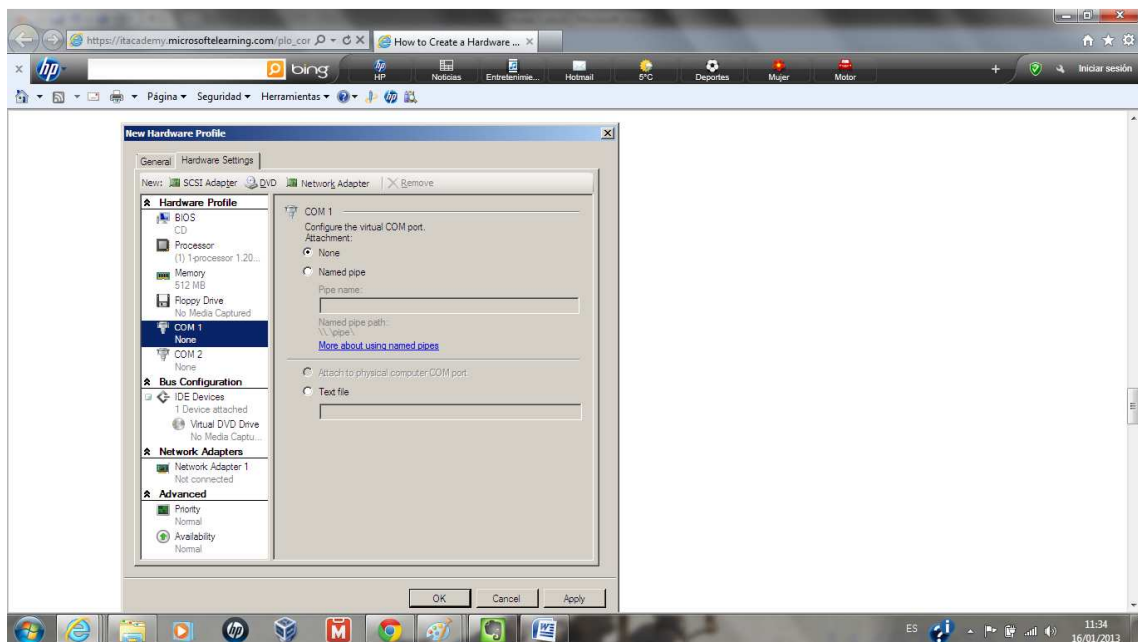 https://itacademy.microsoftelearning.com/plo_cor
How to Create a Hardware ...
hp
bing
HP
Noticias
Entretenimie...
Hotmail
5°C
Deportes
Mujer
Motor
Iniciar sesión
Página Seguridad Herramientas
New Hardware Profile
General Hardware Settings
New: SCSI Adapter DVD Network Adapter Remove
Hardware Profile
BIOS
CD
Processor
(1) 1-processor 1.20...
Memory
512 MB
Floppy Drive
No Media Captured
COM 1
None
COM 2
None
Bus Configuration
IDE Devices
1 Device attached
Virtual DVD Drive
No Media Captu...
Network Adapters
Network Adapter 1
Not connected
Advanced
Priority
Normal
Availability
Normal
COM 1
Configure the virtual COM port.
Attachment:
None
Named pipe
Pipe name:
Named pipe path:
\\.\pipe\
More about using named pipes
Attach to physical computer COM port.
Text file
OK Cancel Apply
ES
11:34
16/01/2013